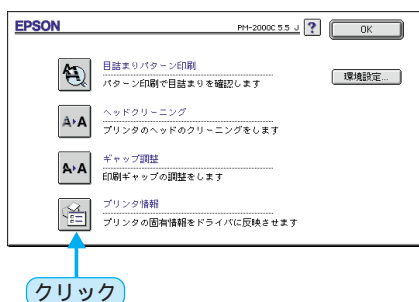 EPSON
PM-2000C 5.5 J ? OK
目詰まりパターン印刷
パターン印刷で目詰まりを確認します
環境設定...
ヘッドクリーニング
プリンタのヘッドのクリーニングをします
ギャップ調整
印刷ギャップの調整をします
プリンタ情報
プリンタの固有情報をドライバに反映させます
クリック